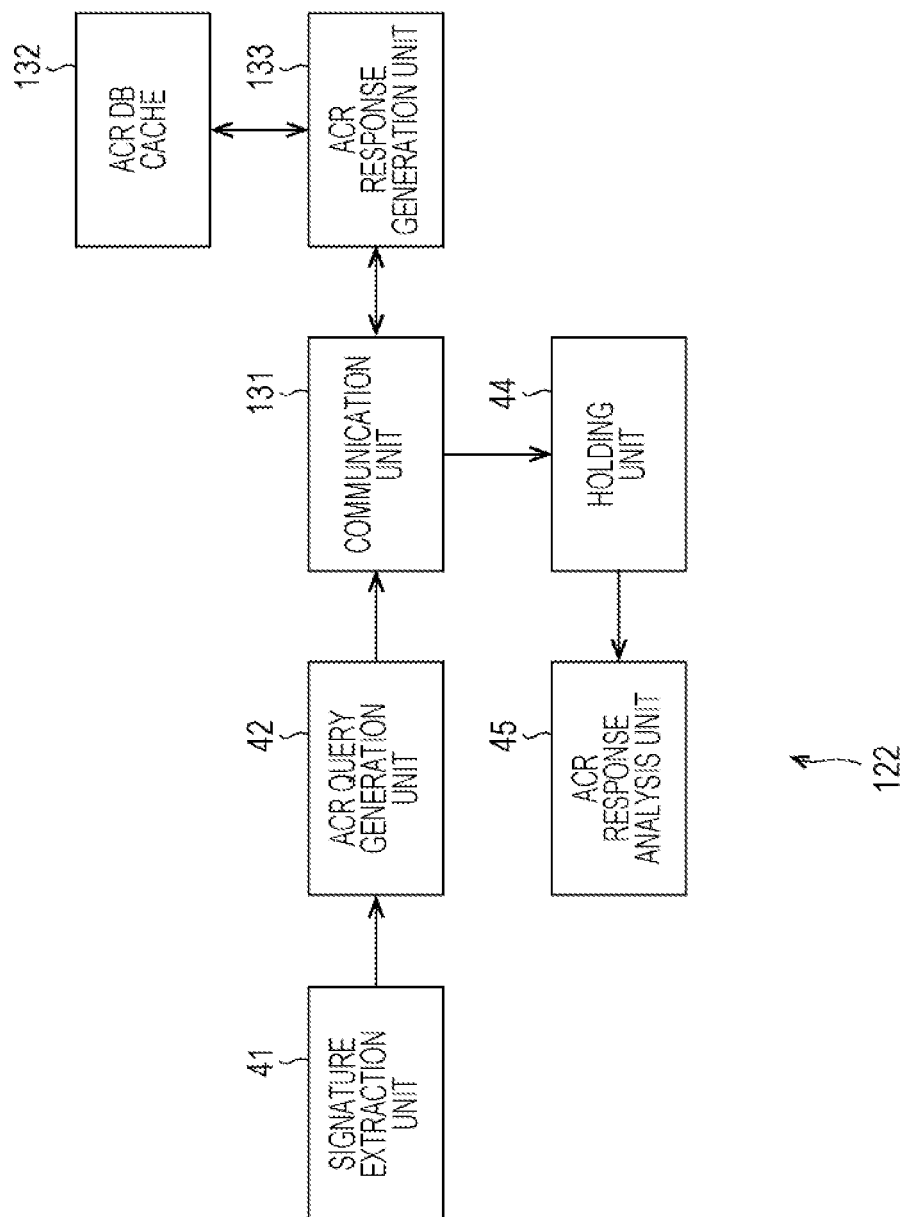 41
SIGNATURE
EXTRACTION
UNIT
42
ACR QUERY
GENERATION
UNIT
131
COMMUNICATION
UNIT
133
ACR
RESPONSE
GENERATION UNIT
132
ACR DB
CACHE
45
ACR
RESPONSE
ANALYSIS UNIT
44
HOLDING
UNIT
122